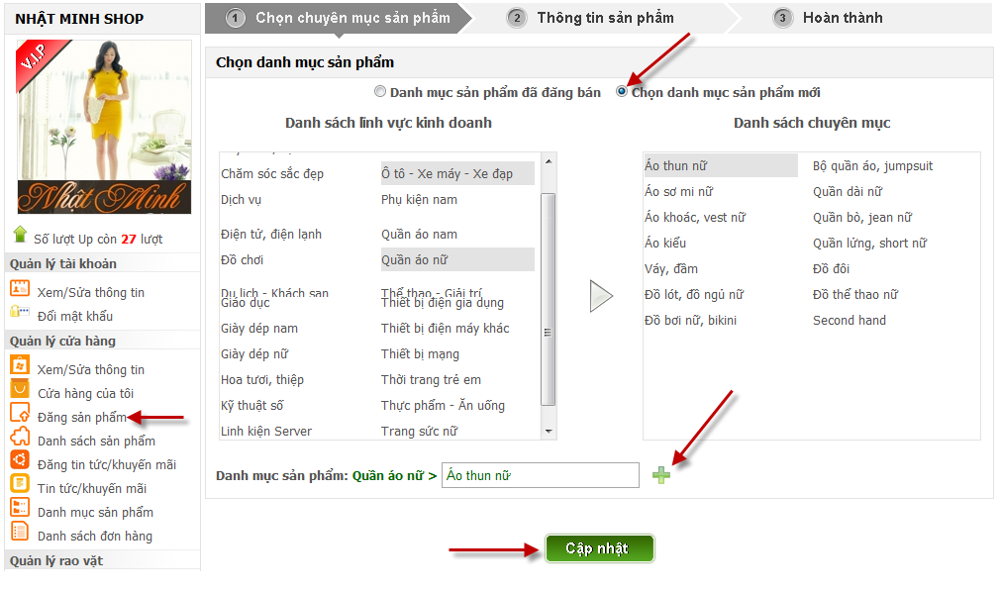 NHẬT MINH SHOP
V.I.P
Nhật Minh
Số lượt Up còn 27 lượt
Quản lý tài khoản
Xem/Sửa thông tin
Đổi mật khẩu
Quản lý cửa hàng
Xem/Sửa thông tin
Cửa hàng của tôi
Đăng sản phẩm
Danh sách sản phẩm
Đăng tin tức/khuyến mãi
Tin tức/khuyến mãi
Danh mục sản phẩm
Danh sách đơn hàng
Quản lý rao vặt
1 Chọn chuyên mục sản phẩm 2 Thông tin sản phẩm 3 Hoàn thành
Chọn danh mục sản phẩm
Danh mục sản phẩm đã đăng bán Chọn danh mục sản phẩm mới
Danh sách lĩnh vực kinh doanh
Chăm sóc sắc đẹp Ô tô - Xe máy - Xe đạp
Dịch vụ Phụ kiện nam
Điện tử, điện lạnh Quần áo nam
Đồ chơi Quần áo nữ
Du lịch - Khách sạn Thể thao - Giải trí
Giáo dục Thiết bị điện gia dụng
Giày dép nam Thiết bị điện máy khác
Giày dép nữ Thiết bị mạng
Hoa tươi, thiệp Thời trang trẻ em
Kỹ thuật số Thực phẩm - Ăn uống
Linh kiện Server Trang sức nữ
Danh sách chuyên mục
Áo thun nữ Bộ quần áo, jumpsuit
Áo sơ mi nữ Quần dài nữ
Áo khoác, vest nữ Quần bò, jean nữ
Áo kiểu Quần lửng, short nữ
Váy, đầm Đồ đôi
Đồ lót, đồ ngủ nữ Đồ thể thao nữ
Đồ bơi nữ, bikini Second hand
Danh mục sản phẩm: Quần áo nữ > Áo thun nữ
Cập nhật